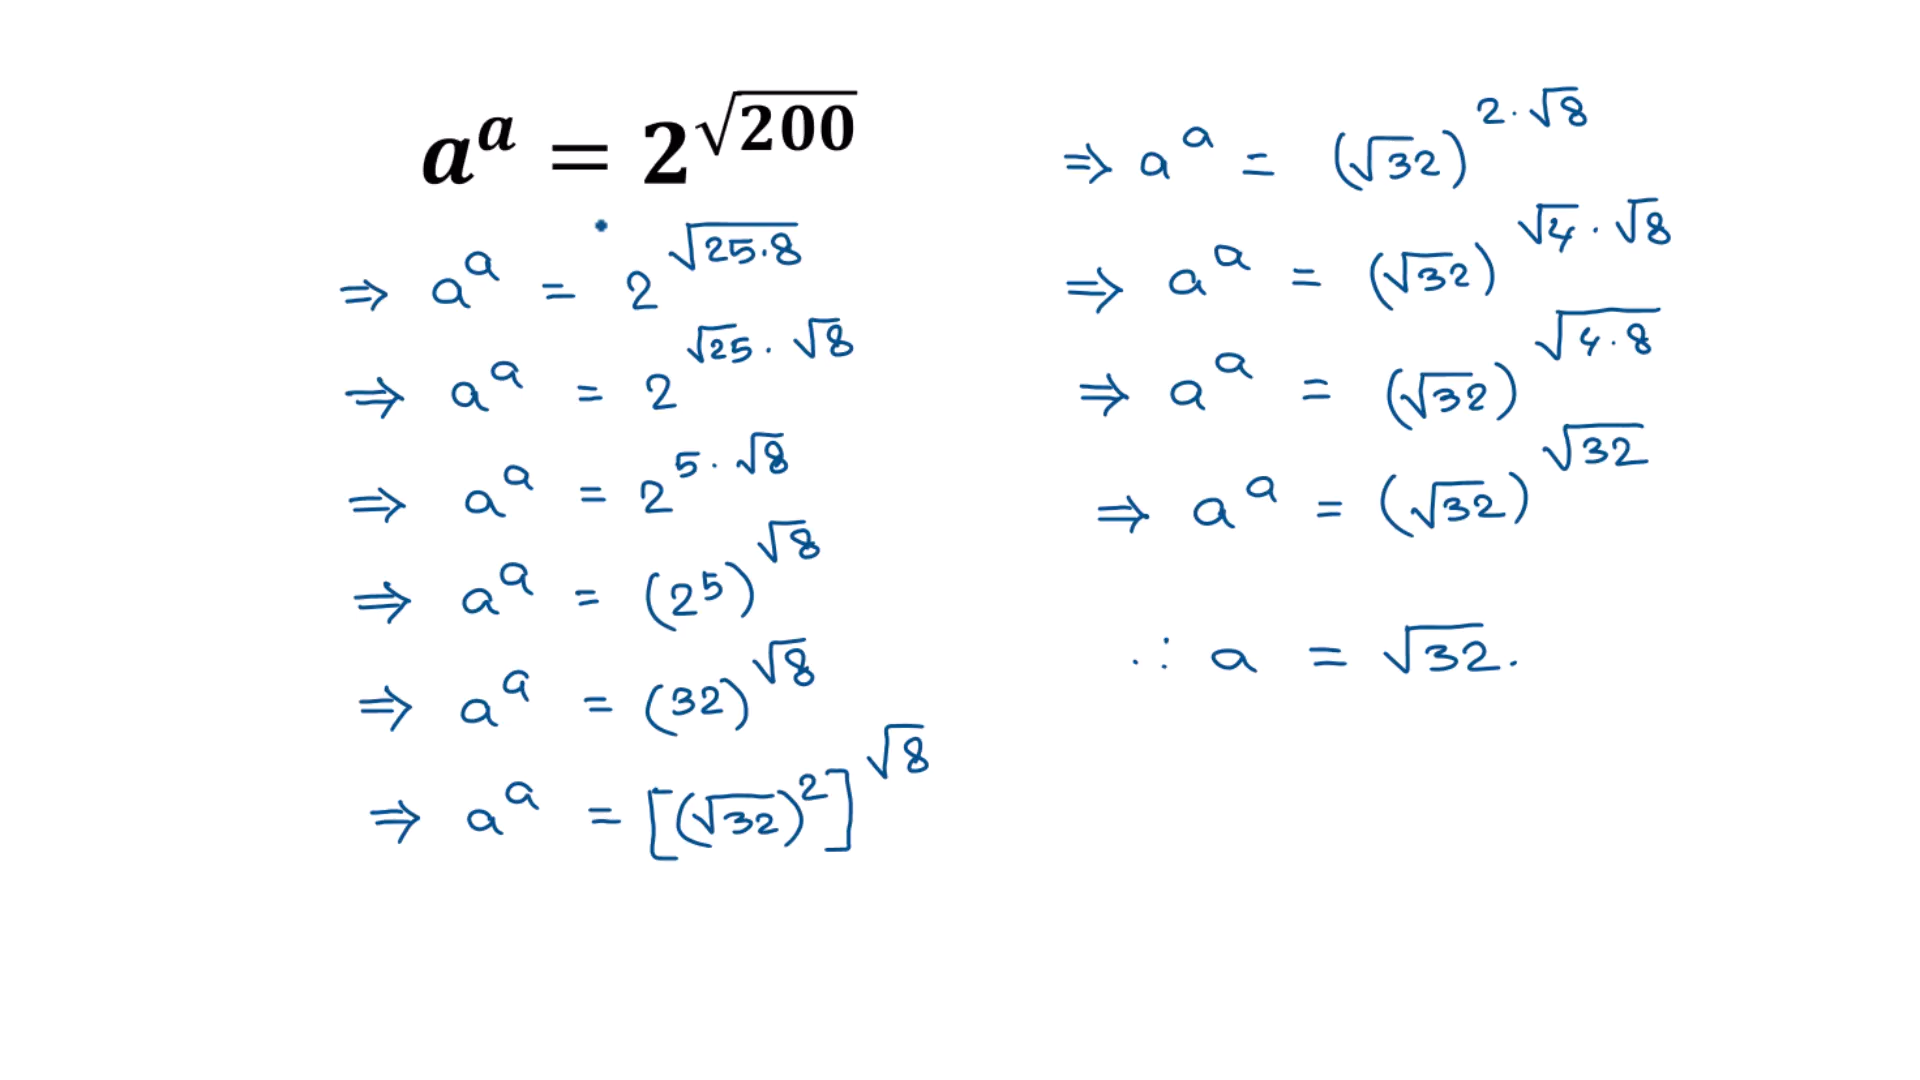 a^a = 2^√200
⇒ a^a = 2^√(25·8)
⇒ a^a = 2^(√25 · √8)
⇒ a^a = 2^(5 · √8)
⇒ a^a = (2^5)^√8
⇒ a^a = (32)^√8
⇒ a^a = [(√32)^2]^√8
⇒ a^a = (√32)^(2·√8)
⇒ a^a = (√32)^(√4 · √8)
⇒ a^a = (√32)^√(4·8)
⇒ a^a = (√32)^√32
∴ a = √32.